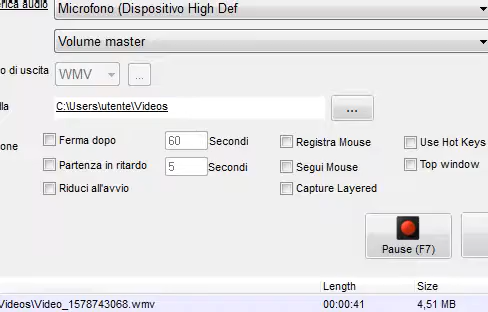 erica audio
Microfono (Dispositivo High Def
Volume master
o di uscita WMV ...
lla C:\Users\utente\Videos ...
one Ferma dopo 60 Secondi Registra Mouse Use Hot Keys
Partenza in ritardo 5 Secondi Segui Mouse Top window
Riduci all'avvio Capture Layered
Pause (F7)
Length Size
Videos\Video_1578743068.wmv 00:00:41 4,51 MB